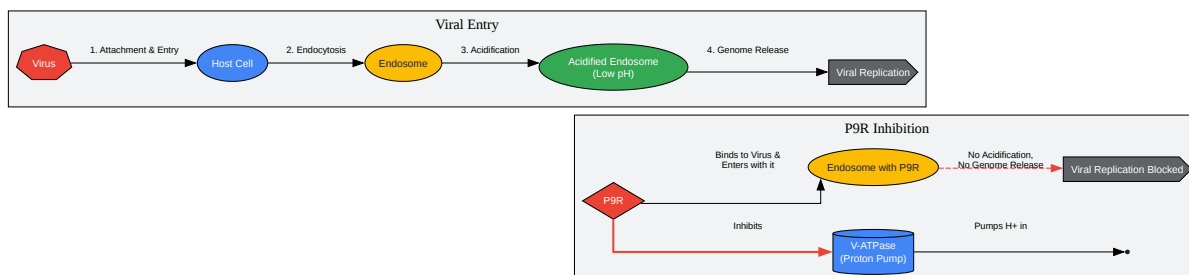 Viral Entry
Virus
1. Attachment & Entry
Host Cell
2. Endocytosis
Endosome
3. Acidification
Acidified Endosome
(Low pH)
4. Genome Release
Viral Replication
P9R Inhibition
P9R
Binds to Virus &
Enters with it
Endosome with P9R
No Acidification,
No Genome Release
Viral Replication Blocked
Inhibits
V-ATPase
(Proton Pump)
Pumps H+ in